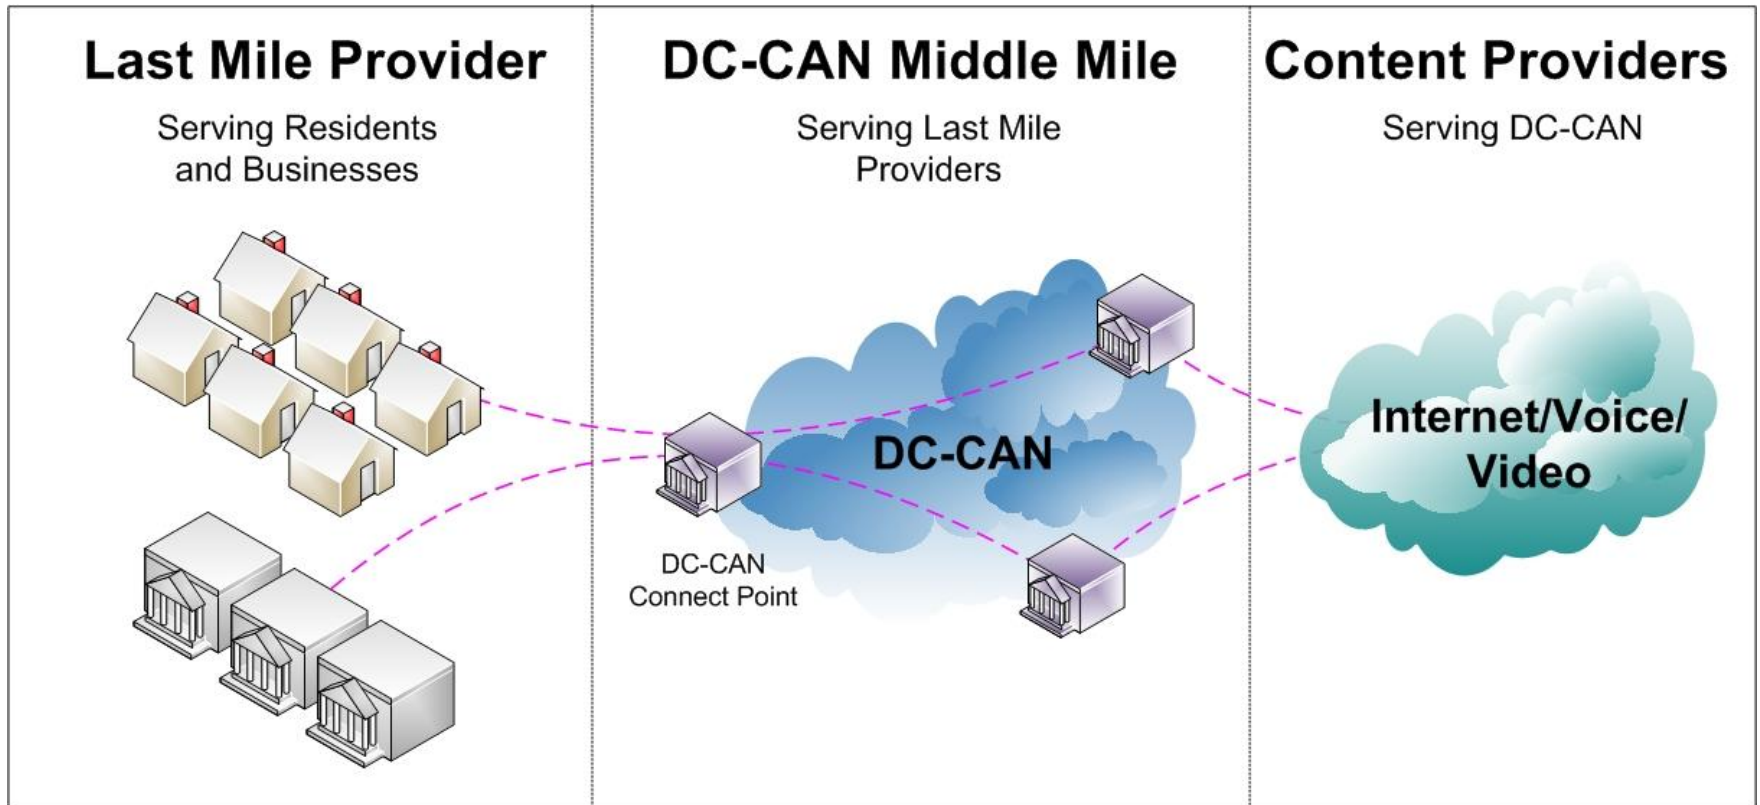 Last Mile Provider
Serving Residents
and Businesses
DC-CAN Middle Mile
Serving Last Mile
Providers
Content Providers
Serving DC-CAN
DC-CAN
DC-CAN
Connect Point
Internet/Voice/
Video